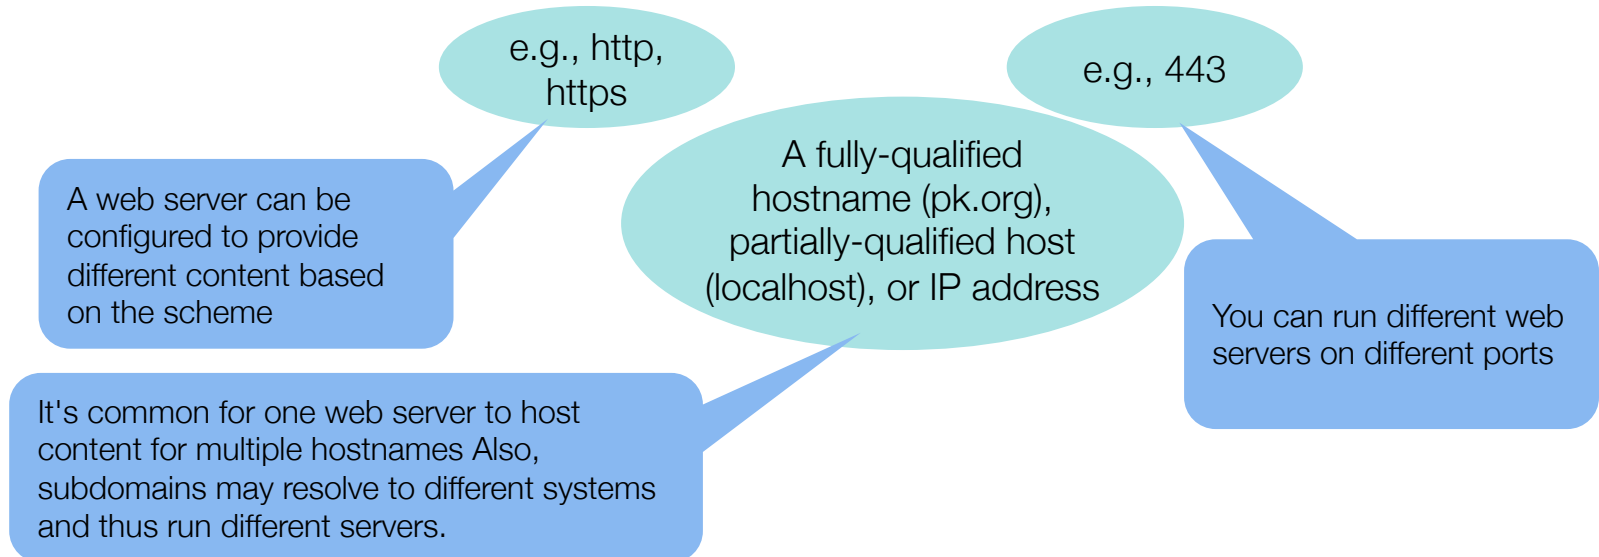 e.g., http,
https
e.g., 443
A fully-qualified
hostname (pk.org),
partially-qualified host
(localhost), or IP address
A web server can be
configured to provide
different content based
on the scheme
You can run different web
servers on different ports
It's common for one web server to host
content for multiple hostnames Also,
subdomains may resolve to different systems
and thus run different servers.